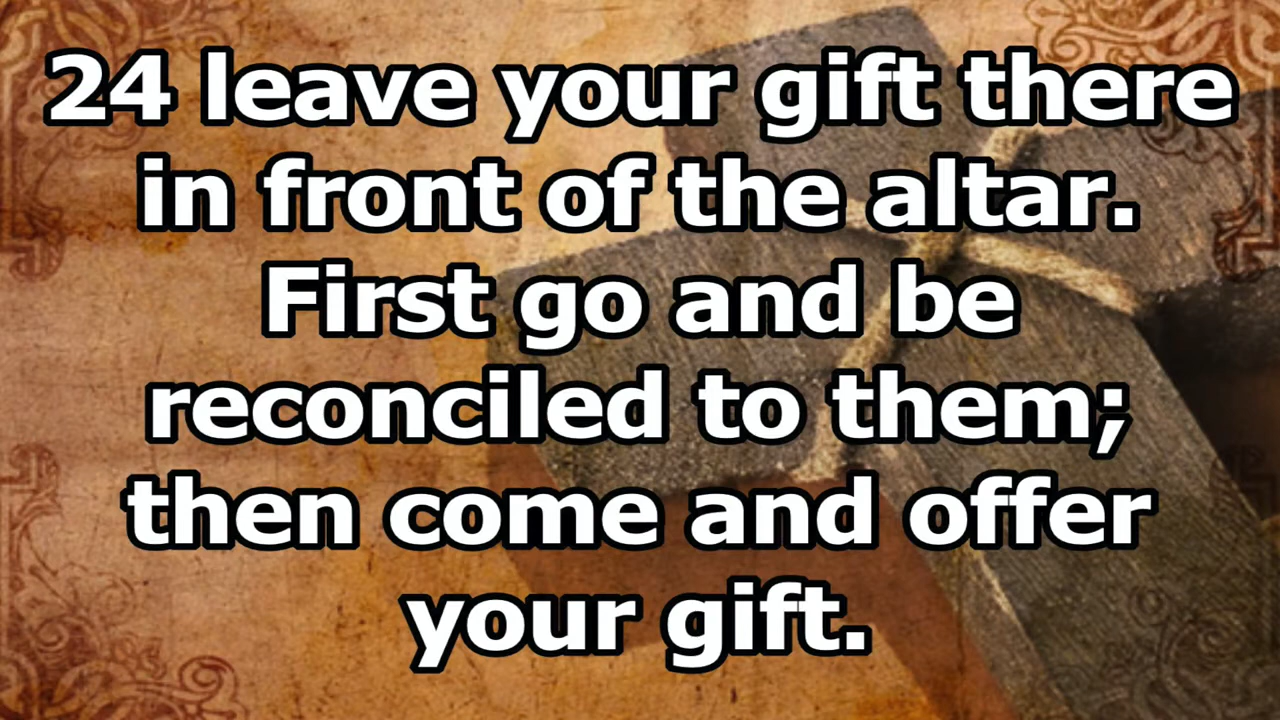 24 leave your gift there
in front of the altar.
First go and be
reconciled to them;
then come and offer
your gift.